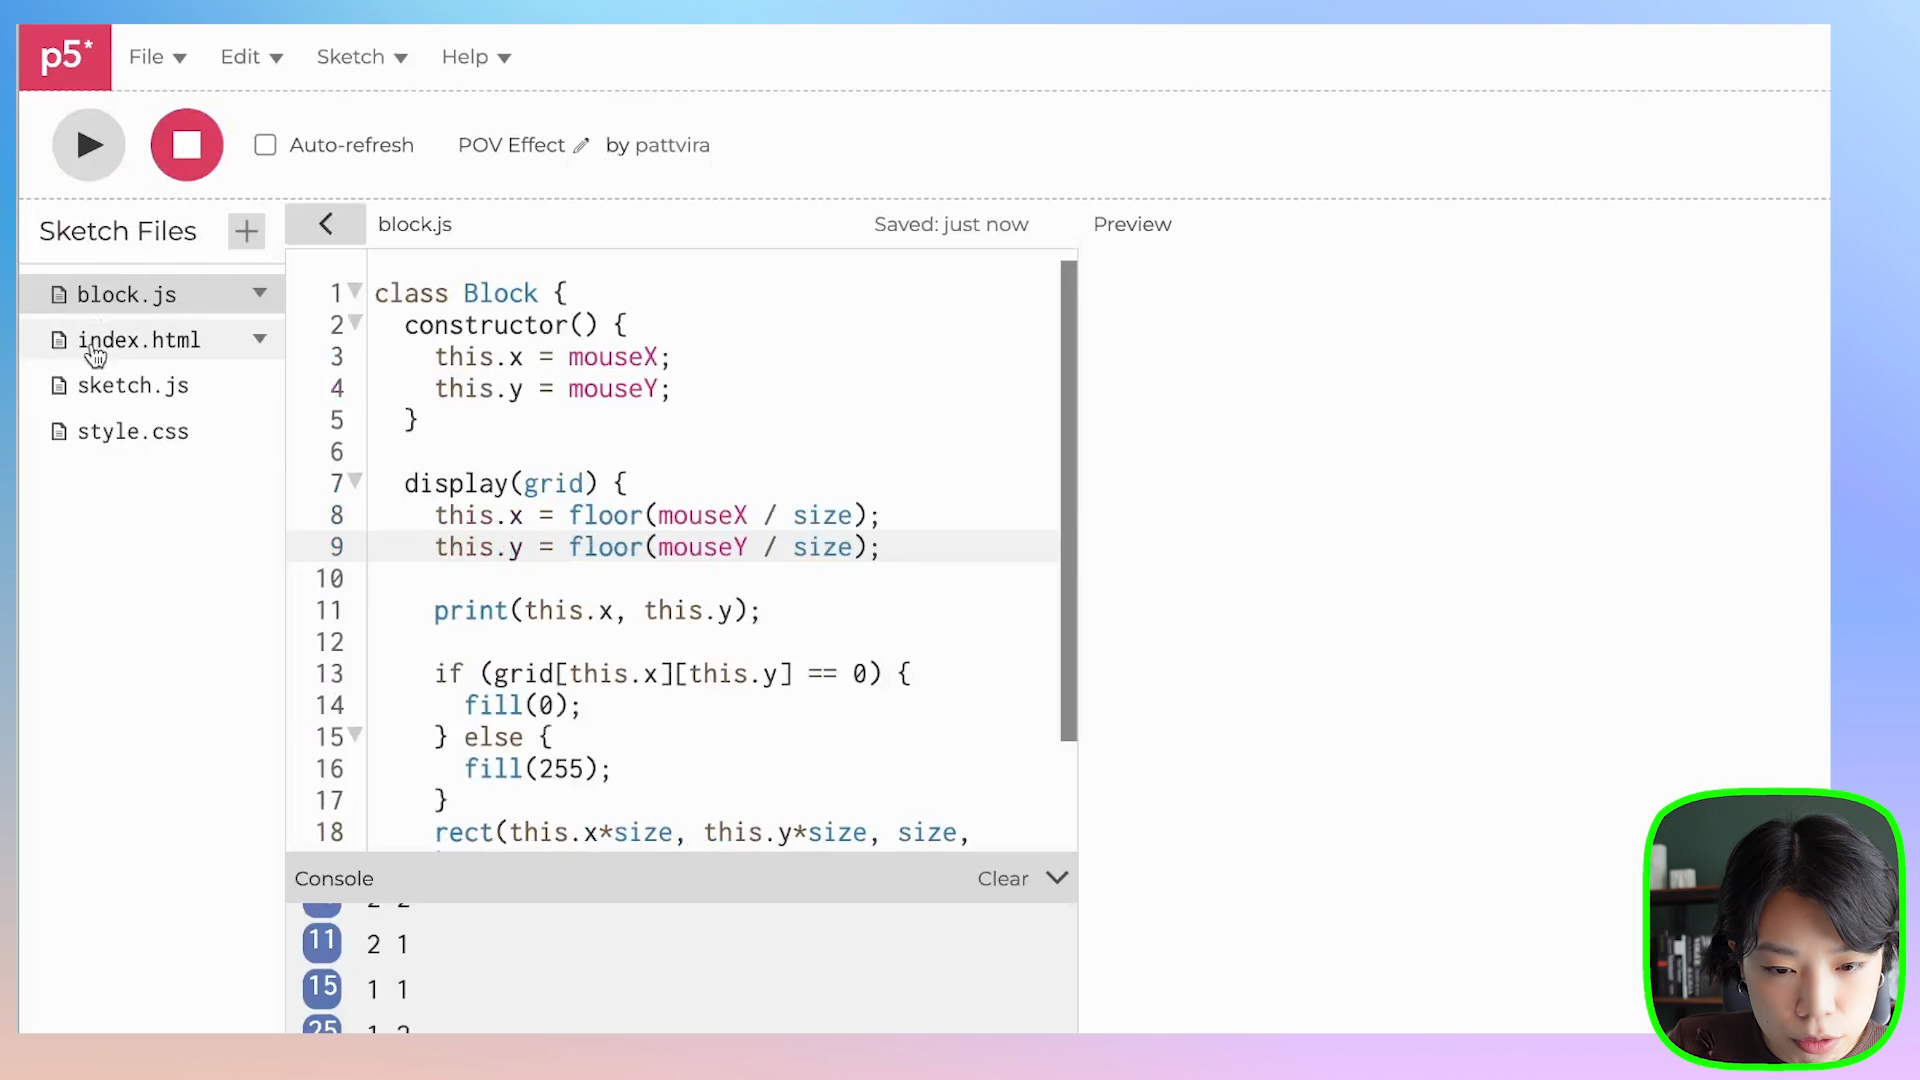 p5* File Edit Sketch Help
Auto-refresh POV Effect by pattvira
Sketch Files + block.js Saved: just now Preview
block.js
index.html
sketch.js
style.css
1 class Block {
2 constructor() {
3 this.x = mouseX;
4 this.y = mouseY;
5 }
6
7 display(grid) {
8 this.x = floor(mouseX / size);
9 this.y = floor(mouseY / size);
10
11 print(this.x, this.y);
12
13 if (grid[this.x][this.y] == 0) {
14 fill(0);
15 } else {
16 fill(255);
17 }
18 rect(this.x*size, this.y*size, size,
Console Clear
11 2 1
15 1 1
25 1 2